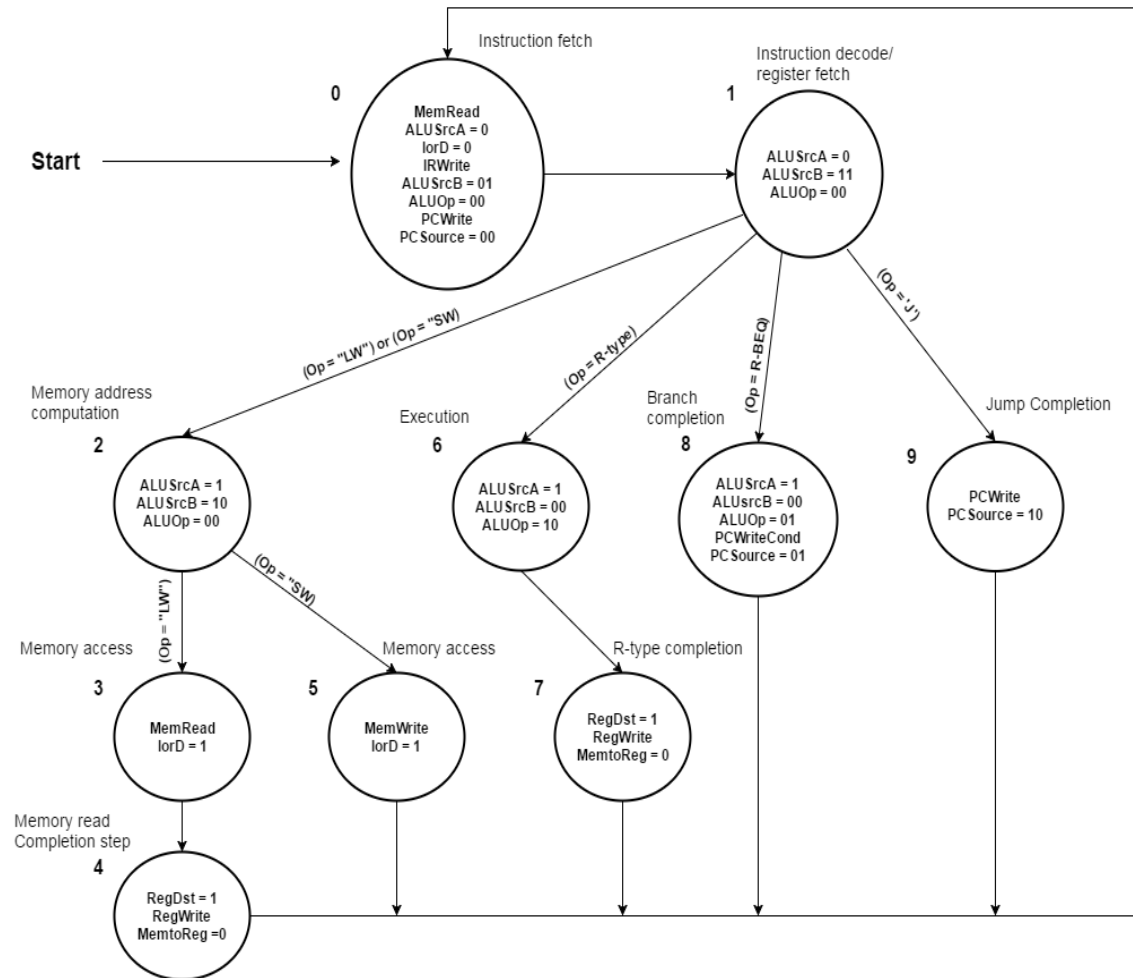 Instruction fetch
Instruction decode/
register fetch
0
1
Start
MemRead
ALUSrcA = 0
IorD = 0
IRWrite
ALUSrcB = 01
ALUOp = 00
PCWrite
PCSource = 00
ALUSrcA = 0
ALUSrcB = 11
ALUOp = 00
(Op = "LW") or (Op = "SW)
(Op = R-type)
(Op = R-BEQ)
(Op = 'J')
Memory address
computation
2
Execution
6
Branch
completion
8
Jump Completion
9
ALUSrcA = 1
ALUSrcB = 10
ALUOp = 00
ALUSrcA = 1
ALUSrcB = 00
ALUOp = 10
ALUSrcA = 1
ALUsrcB = 00
ALUOp = 01
PCWriteCond
PCSource = 01
PCWrite
PCSource = 10
(Op = "LW")
(Op = "SW)
Memory access
3
Memory access
5
R-type completion
7
MemRead
IorD = 1
MemWrite
IorD = 1
RegDst = 1
RegWrite
MemtoReg = 0
Memory read
Completion step
4
RegDst = 1
RegWrite
MemtoReg =0